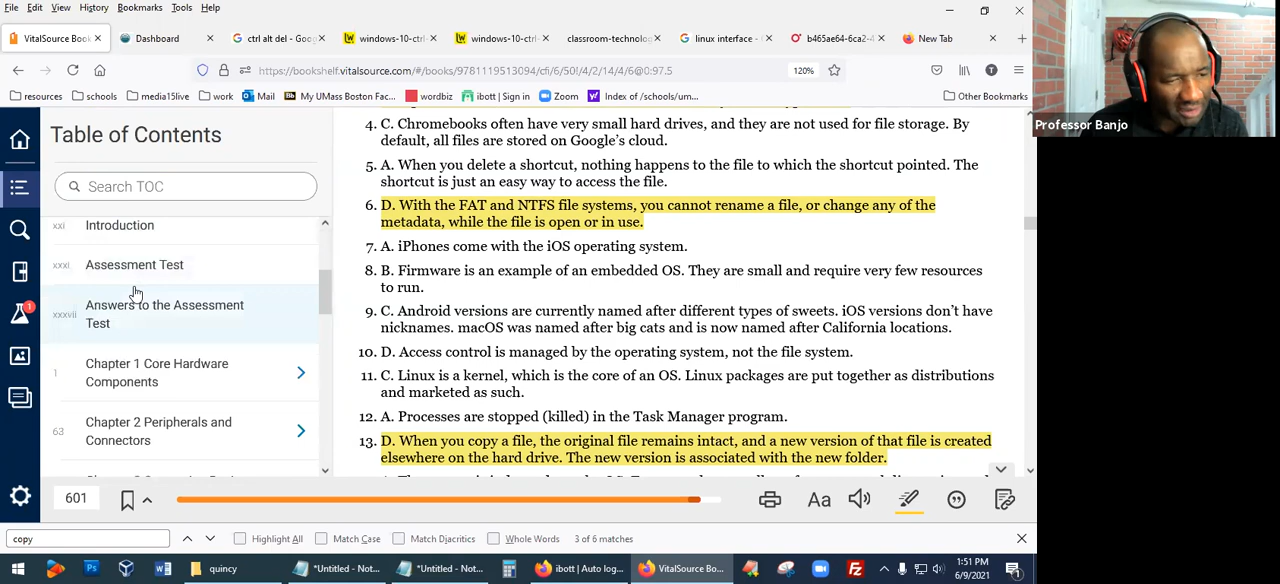 File Edit View History Bookmarks Tools Help
VitalSource Book
Dashboard
ctrl alt del - Goo
windows-10-ctrl-
windows-10-ctrl-
classroom-technolog
linux interface -
b465ae64-6ca2-4
New Tab
https://bookshelf.vitalsource.com/#/books/9781119513094/cfi/6/50!/4/2/14/4/6@0:97.5
120%
T
resources
schools
media15live
work
Mail
My UMass Boston Fac...
wordbiz
ibott | Sign in
Zoom
Index of /schools/um...
Other Bookmarks
Professor Banjo
Table of Contents
Search TOC
xxi Introduction
xxxi Assessment Test
xxxvii Answers to the Assessment
Test
1 Chapter 1 Core Hardware
Components
63 Chapter 2 Peripherals and
Connectors
1
4. C. Chromebooks often have very small hard drives, and they are not used for file storage. By
default, all files are stored on Google's cloud.
5. A. When you delete a shortcut, nothing happens to the file to which the shortcut pointed. The
shortcut is just an easy way to access the file.
6. D. With the FAT and NTFS file systems, you cannot rename a file, or change any of the
metadata, while the file is open or in use.
7. A. iPhones come with the iOS operating system.
8. B. Firmware is an example of an embedded OS. They are small and require very few resources
to run.
9. C. Android versions are currently named after different types of sweets. iOS versions don't have
nicknames. macOS was named after big cats and is now named after California locations.
10. D. Access control is managed by the operating system, not the file system.
11. C. Linux is a kernel, which is the core of an OS. Linux packages are put together as distributions
and marketed as such.
12. A. Processes are stopped (killed) in the Task Manager program.
13. D. When you copy a file, the original file remains intact, and a new version of that file is created
elsewhere on the hard drive. The new version is associated with the new folder.
601
Aa
copy
Highlight All
Match Case
Match Diacritics
Whole Words
3 of 6 matches
quincy
*Untitled - Not...
*Untitled - Not...
ibott | Auto log...
VitalSource Bo...
1:51 PM
6/9/2021
1